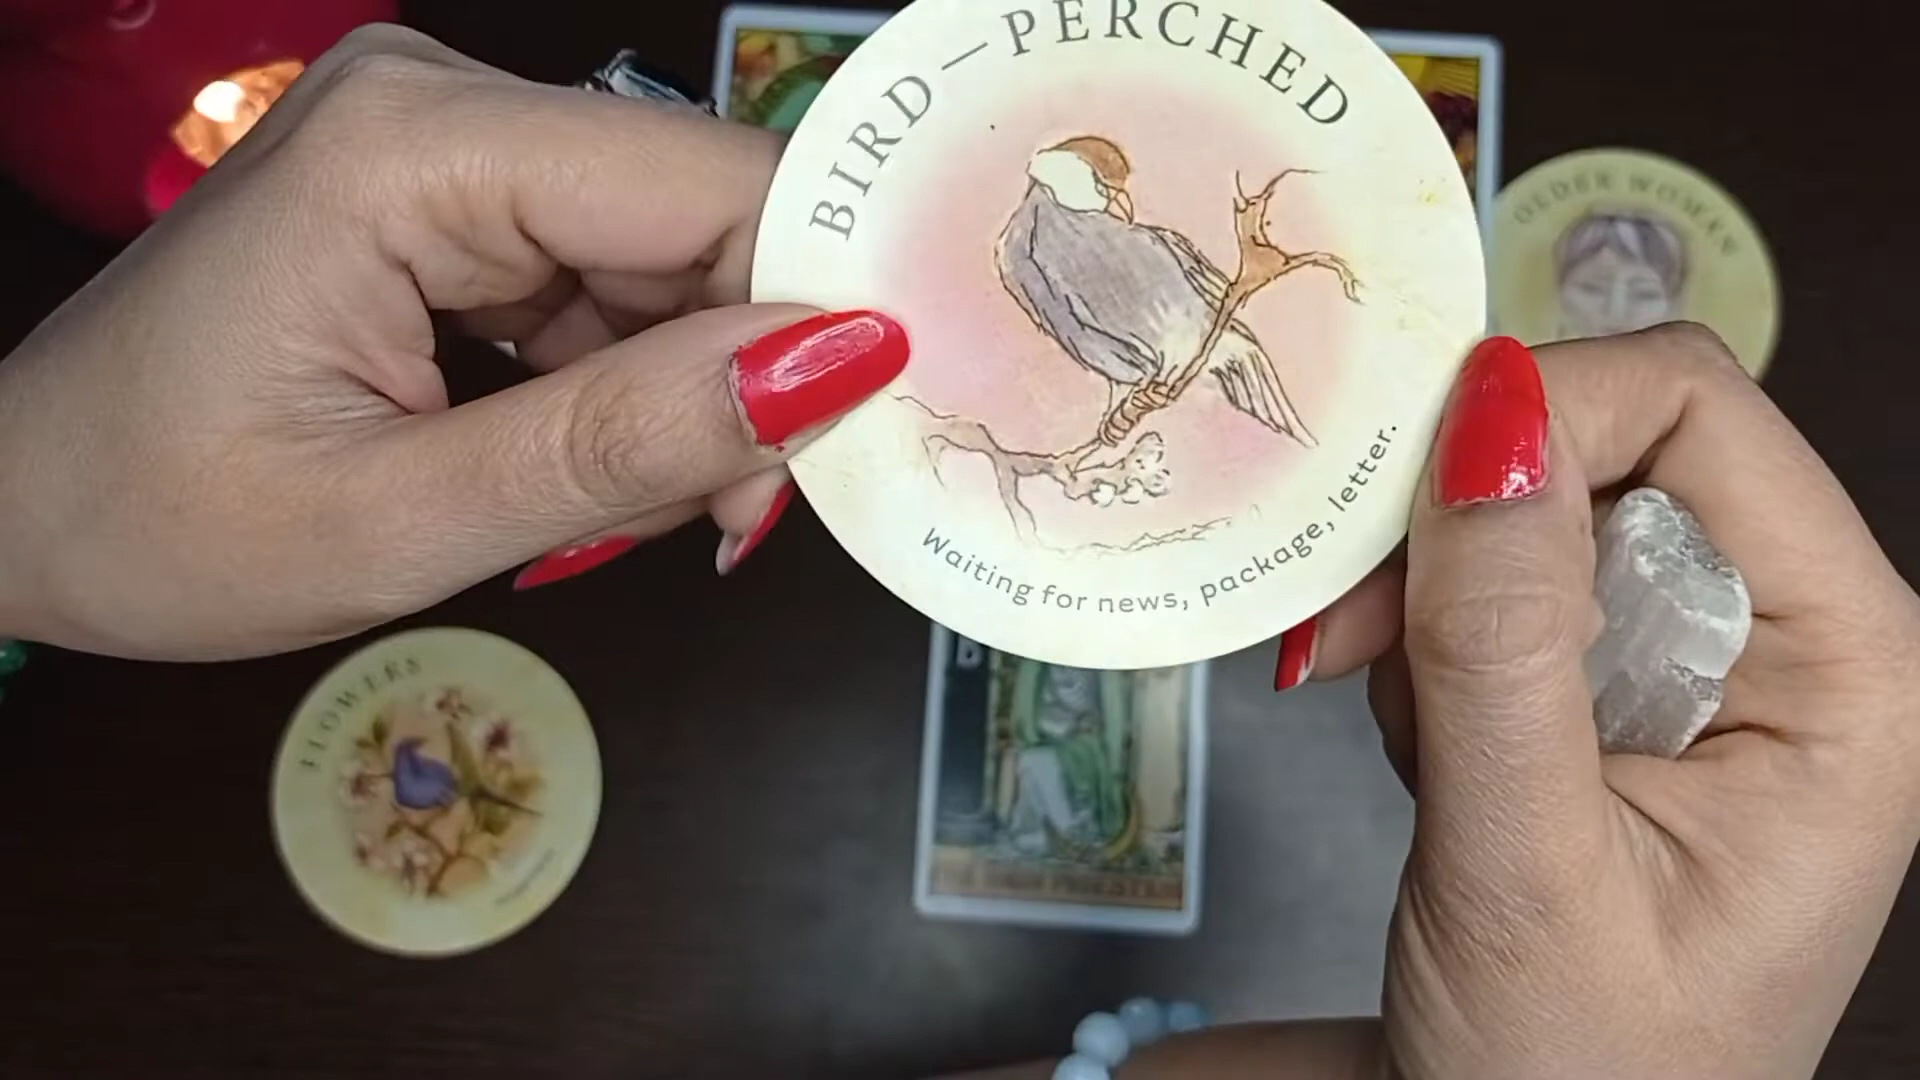 BIRD—PERCHED
Waiting for news, package, letter.
OLDER WOMAN
FLOWERS